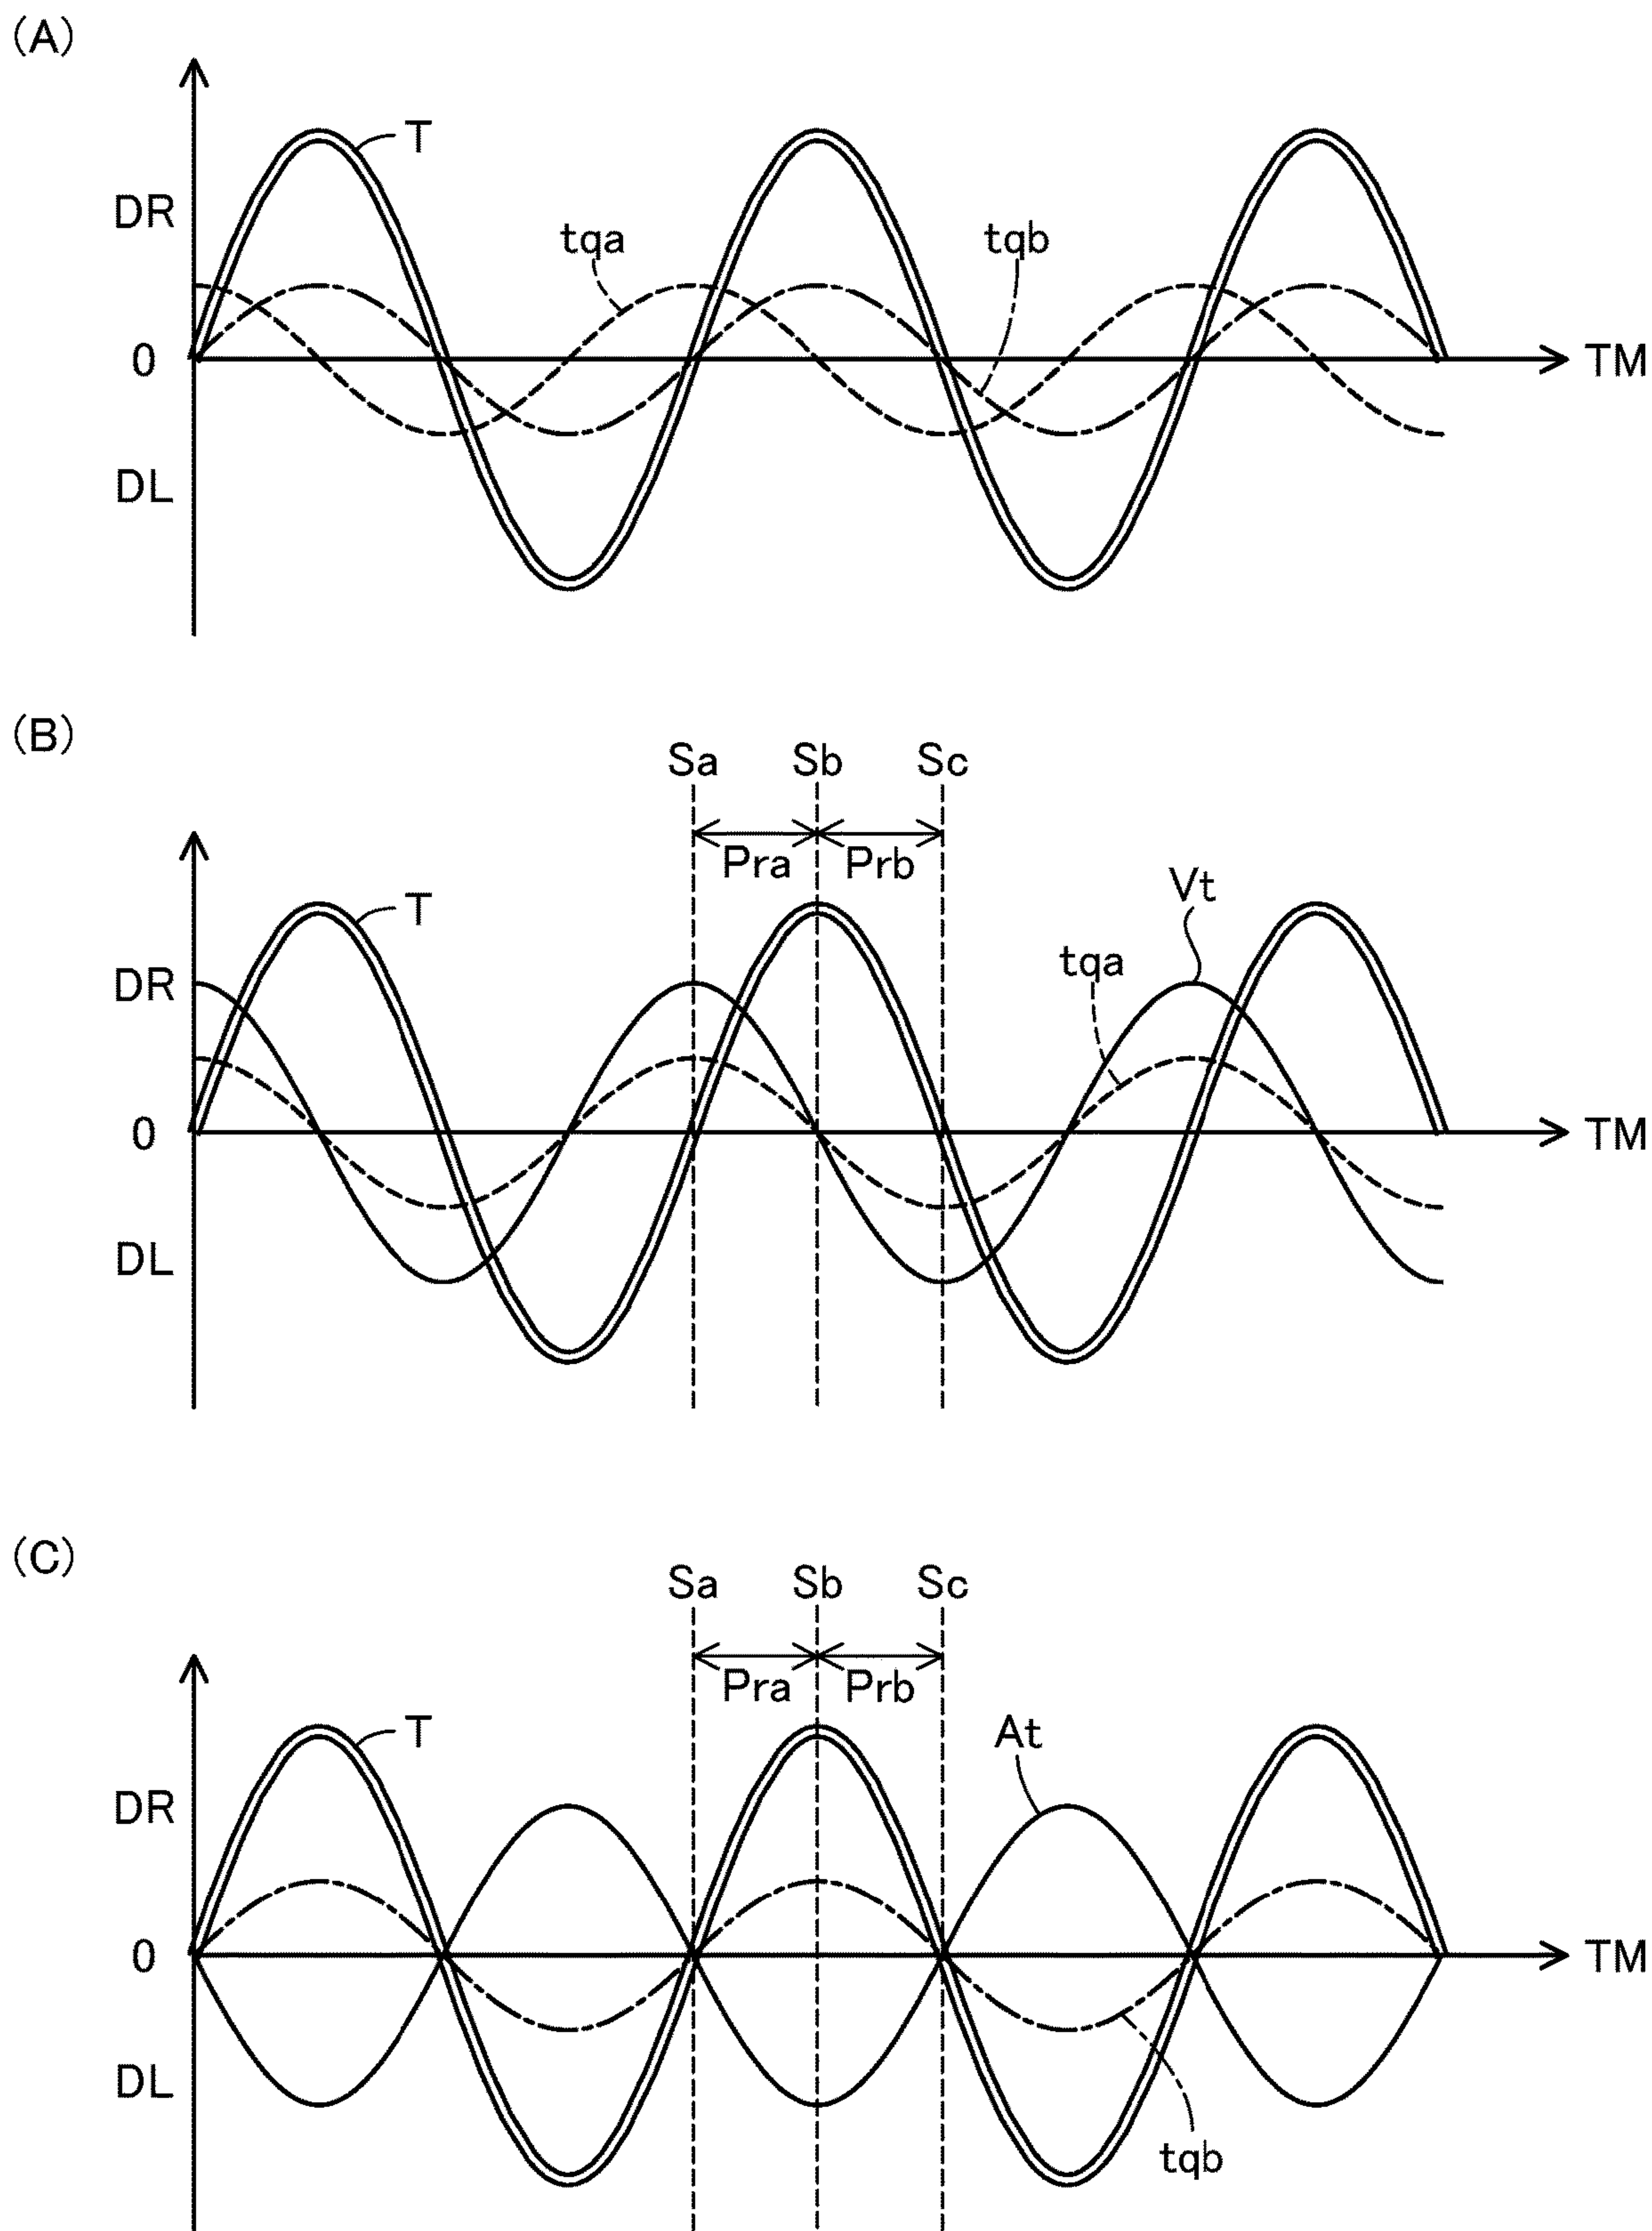 (A)
T
DR
tqa
tqb
0
TM
DL
(B)
Sa Sb Sc
Pra Prb
Vt
T
tqa
DR
0
TM
DL
(C)
Sa Sb Sc
Pra Prb
T
At
DR
0
TM
DL
tqb